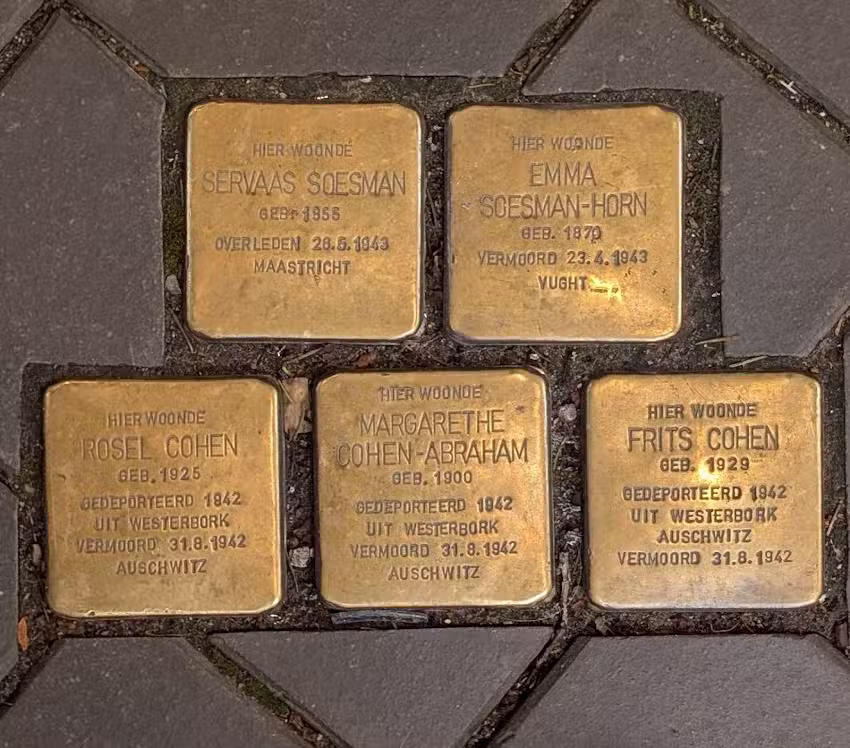 HIER WOONDE
SERVAAS SOESMAN
GEB. 1855
OVERLEDEN 26.5.1943
MAASTRICHT
HIER WOONDE
EMMA
SOESMAN-HORN
GEB. 1870
VERMOORD 23.4.1943
VUGHT
HIER WOONDE
ROSEL COHEN
GEB. 1925
GEDEPORTEERD 1942
UIT WESTERBORK
VERMOORD 31.8.1942
AUSCHWITZ
HIER WOONDE
MARGARETHE
COHEN-ABRAHAM
GEB. 1900
GEDEPORTEERD 1942
UIT WESTERBORK
VERMOORD 31.8.1942
AUSCHWITZ
HIER WOONDE
FRITS COHEN
GEB. 1929
GEDEPORTEERD 1942
UIT WESTERBORK
AUSCHWITZ
VERMOORD 31.8.1942